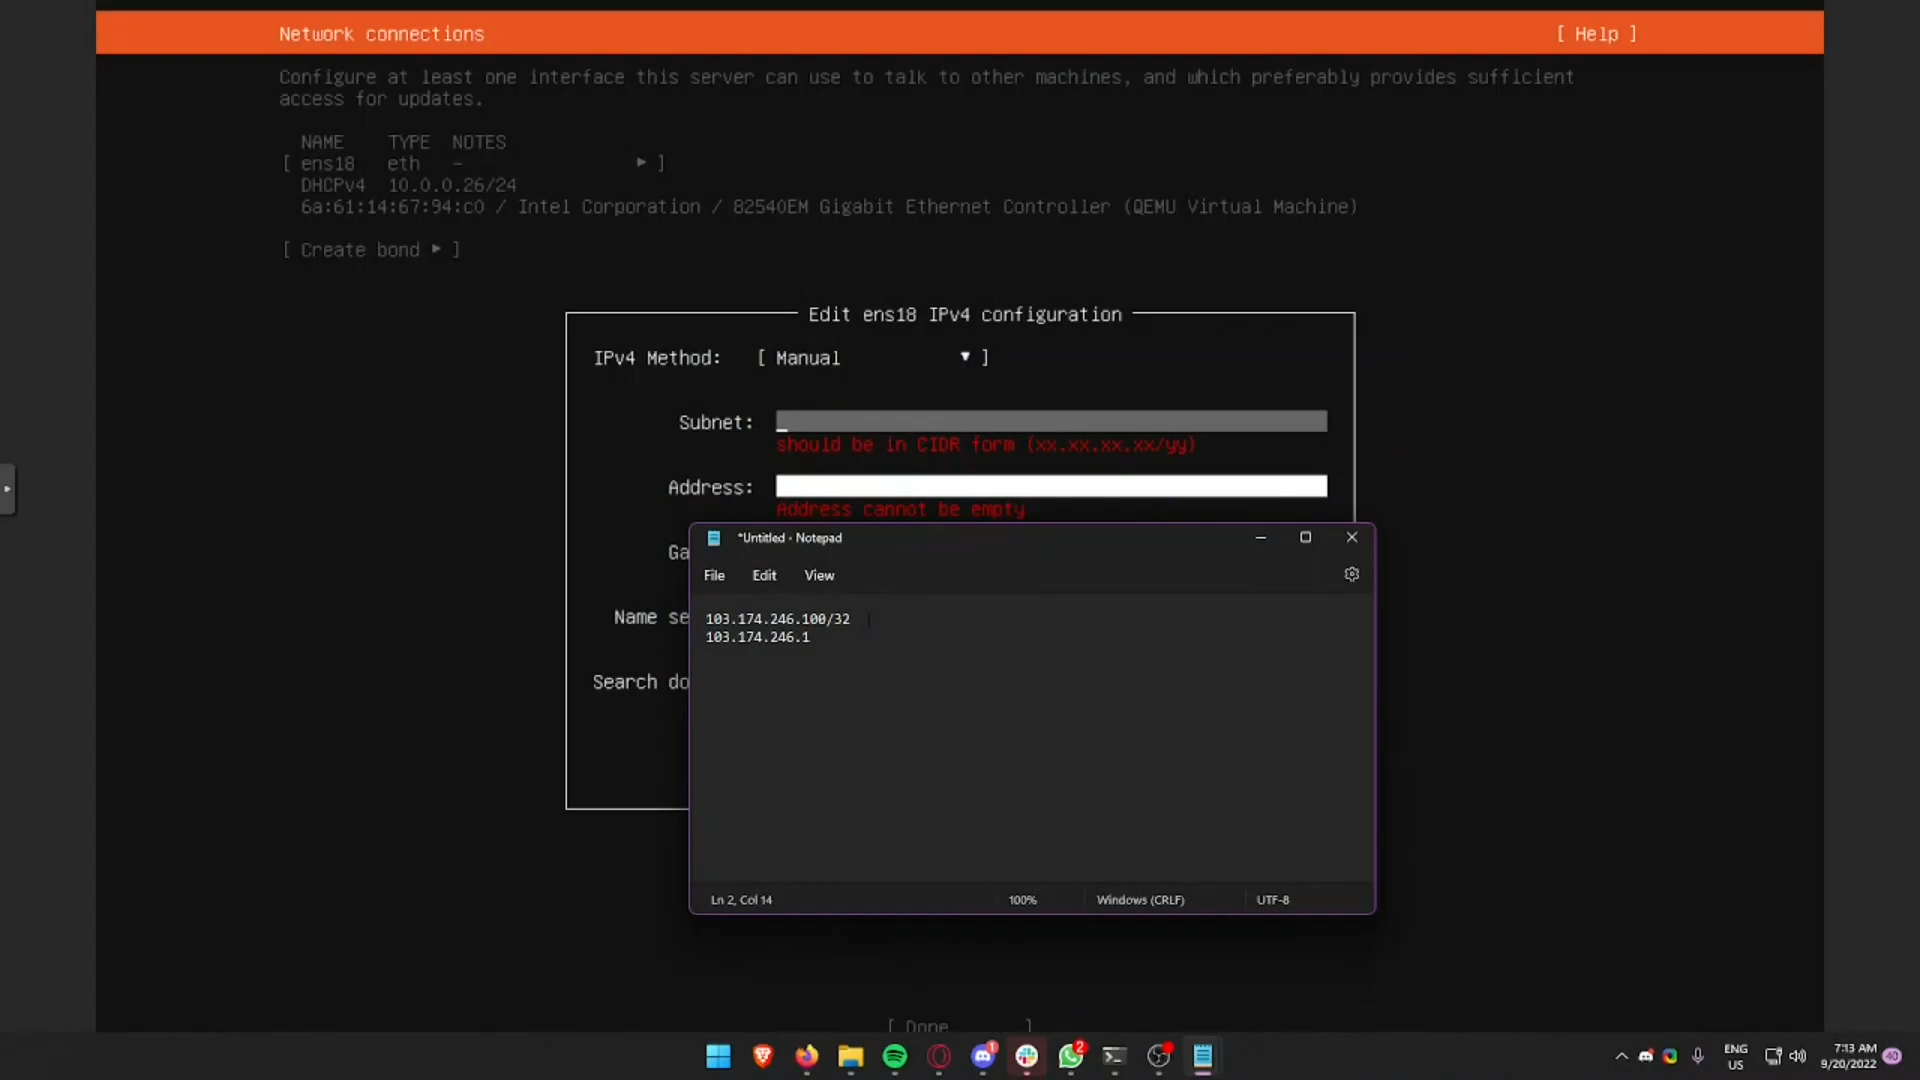 Network connections [ Help ]
Configure at least one interface this server can use to talk to other machines, and which preferably provides sufficient
access for updates.
NAME TYPE NOTES
[ ens18 eth - ▸ ]
DHCPv4 10.0.0.26/24
6a:61:14:67:94:c0 / Intel Corporation / 82540EM Gigabit Ethernet Controller (QEMU Virtual Machine)
[ Create bond ▸ ]
Edit ens18 IPv4 configuration
IPv4 Method: [ Manual ▾ ]
Subnet: _
should be in CIDR form (xx.xx.xx.xx/yy)
Address:
Address cannot be empty
*Untitled - Notepad
Ga
File Edit View
Name se
103.174.246.100/32
103.174.246.1
Search do
Ln 2, Col 14 100% Windows (CRLF) UTF-8
[ Done ]
1
2
ENG
US
7:13 AM
9/20/2022
40